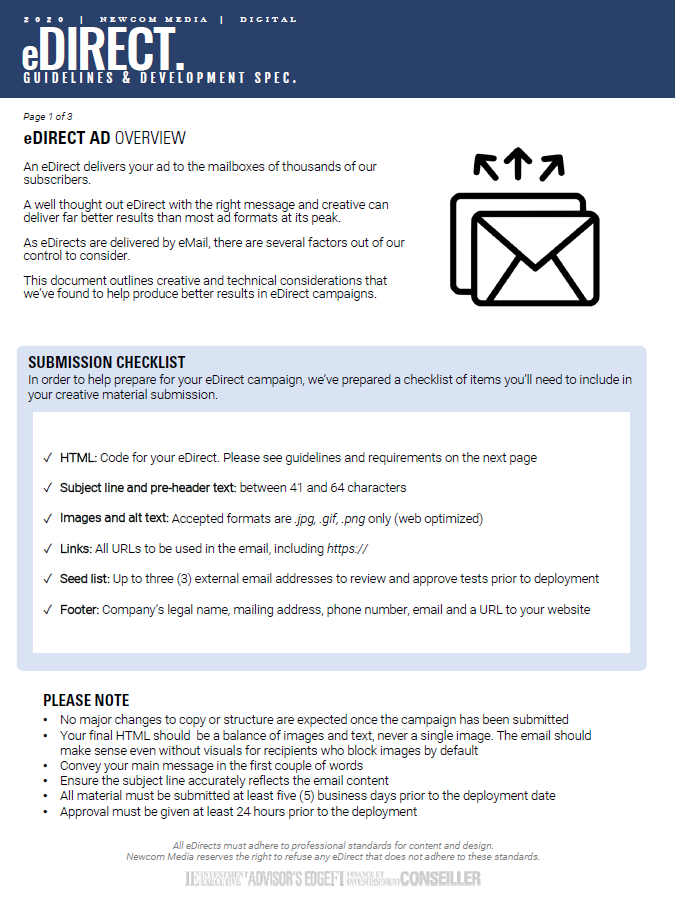 2020 | NEWCOM MEDIA | DIGITAL
eDIRECT.
GUIDELINES & DEVELOPMENT SPEC.
Page 1 of 3
eDIRECT AD OVERVIEW
An eDirect delivers your ad to the mailboxes of thousands of our
subscribers.
A well thought out eDirect with the right message and creative can
deliver far better results than most ad formats at its peak.
As eDirects are delivered by eMail, there are several factors out of our
control to consider.
This document outlines creative and technical considerations that
we've found to help produce better results in eDirect campaigns.
SUBMISSION CHECKLIST
In order to help prepare for your eDirect campaign, we've prepared a checklist of items you'll need to include in
your creative material submission.
✓ HTML: Code for your eDirect. Please see guidelines and requirements on the next page
✓ Subject line and pre-header text: between 41 and 64 characters
✓ Images and alt text: Accepted formats are .jpg, .gif, .png only (web optimized)
✓ Links: All URLs to be used in the email, including https://
✓ Seed list: Up to three (3) external email addresses to review and approve tests prior to deployment
✓ Footer: Company's legal name, mailing address, phone number, email and a URL to your website
PLEASE NOTE
• No major changes to copy or structure are expected once the campaign has been submitted
• Your final HTML should be a balance of images and text, never a single image. The email should
make sense even without visuals for recipients who block images by default
• Convey your main message in the first couple of words
• Ensure the subject line accurately reflects the email content
• All material must be submitted at least five (5) business days prior to the deployment date
• Approval must be given at least 24 hours prior to the deployment
All eDirects must adhere to professional standards for content and design.
Newcom Media reserves the right to refuse any eDirect that does not adhere to these standards.
IE INVESTMENT EXECUTIVE ADVISOR'S EDGE FI FINANCE ET INVESTISSEMENT CONSEILLER